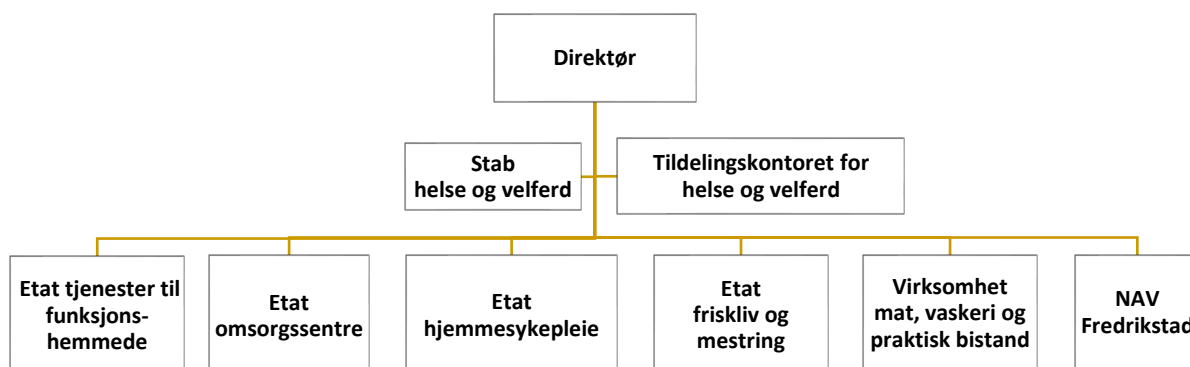 Direktør
Stab
helse og velferd
Tildelingskontoret for
helse og velferd
Etat tjenester til
funksjons-
hemmede
Etat
omsorgssentre
Etat
hjemmesykepleie
Etat
friskliv og
mestring
Virksomhet
mat, vaskeri og
praktisk bistand
NAV
Fredrikstad